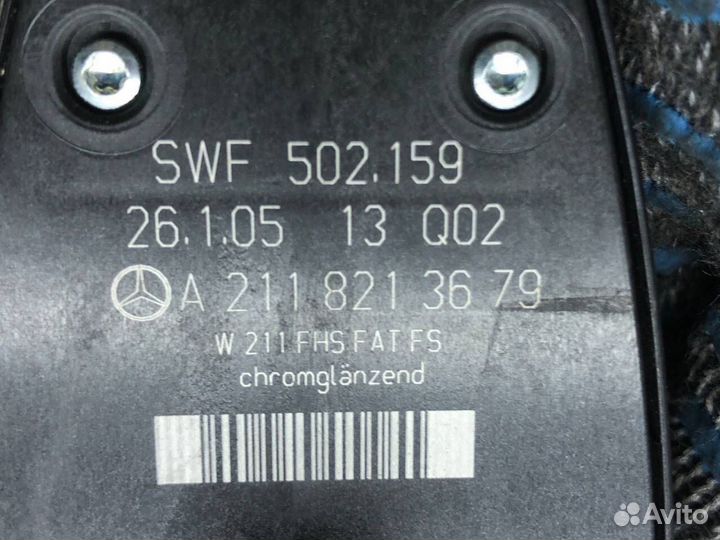 SWF 502.159
26.1.05 13 Q02
A 211 821 36 79
W 211 FHS FAT FS
chromglänzend
Avito